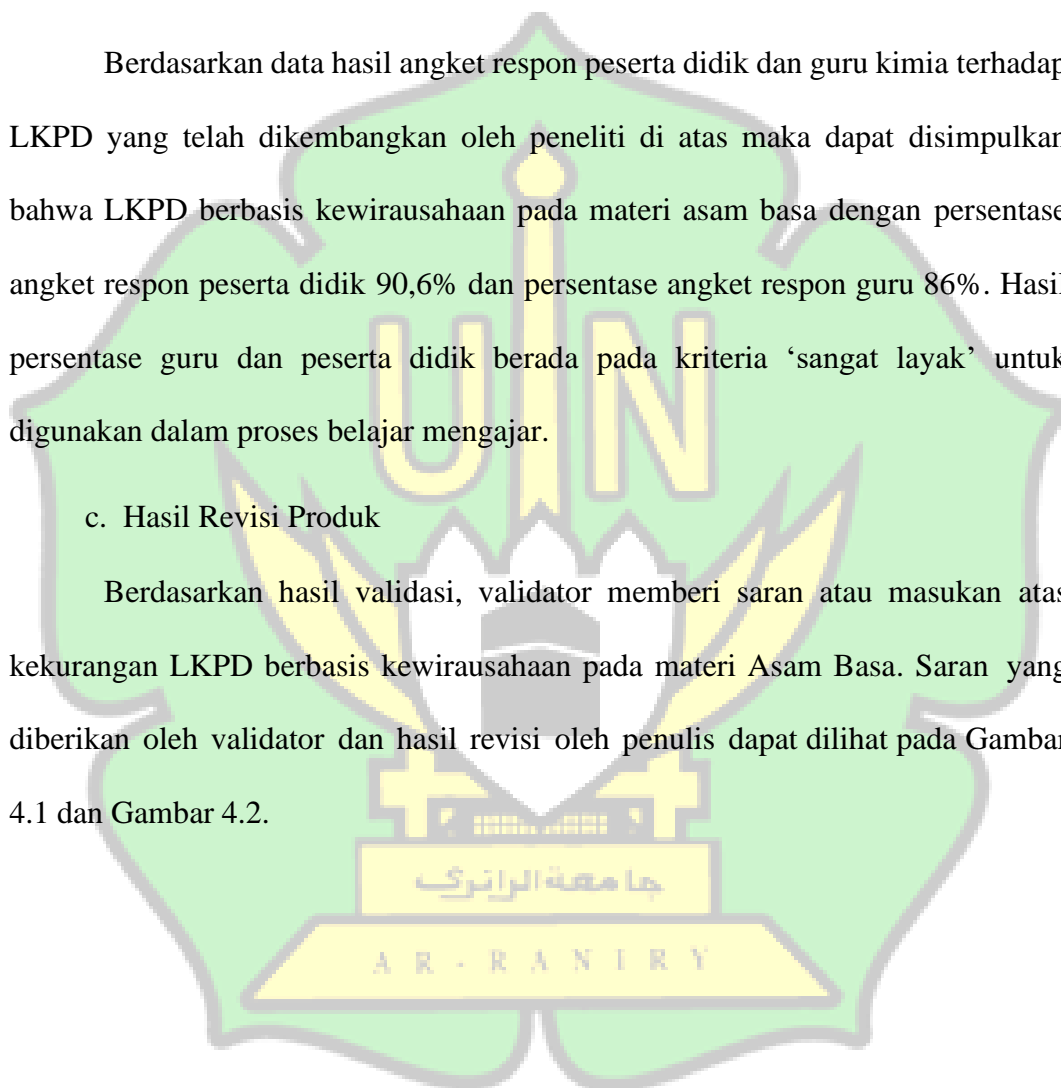 Berdasarkan data hasil angket respon peserta didik dan guru kimia terhadap
LKPD yang telah dikembangkan oleh peneliti di atas maka dapat disimpulkan
bahwa LKPD berbasis kewirausahaan pada materi asam basa dengan persentase
angket respon peserta didik 90,6% dan persentase angket respon guru 86%. Hasil
persentase guru dan peserta didik berada pada kriteria ‘sangat layak’ untuk
digunakan dalam proses belajar mengajar.
UIN
c. Hasil Revisi Produk
Berdasarkan hasil validasi, validator memberi saran atau masukan atas
kekurangan LKPD berbasis kewirausahaan pada materi Asam Basa. Saran yang
diberikan oleh validator dan hasil revisi oleh penulis dapat dilihat pada Gambar
4.1 dan Gambar 4.2.
جامعة الرانري
AR-RANIRY